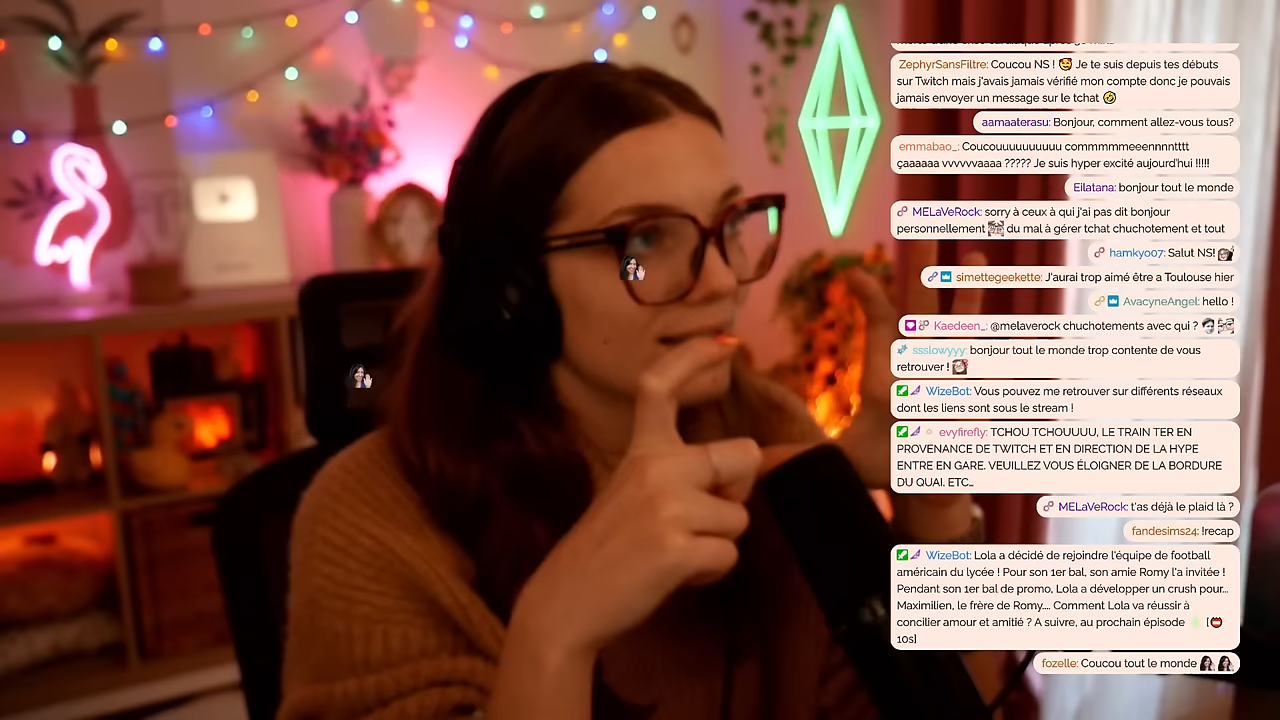 ZephyrSansFiltre: Coucou NS ! Je te suis depuis tes débuts
sur Twitch mais j'avais jamais vérifié mon compte donc je pouvais
jamais envoyer un message sur le tchat
aamaaterasu: Bonjour, comment allez-vous tous?
emmabao_: Coucouuuuuuuuuu commmmmeeennnntttt
çaaaaaa vvvvvvaaaa ????? Je suis hyper excité aujourd'hui !!!!!
Eilatana: bonjour tout le monde
MELaVeRock: sorry à ceux à qui j'ai pas dit bonjour
personnellement du mal à gérer tchat chuchotement et tout
hamkyo07: Salut NS!
simettegeekette: J'aurai trop aimé être a Toulouse hier
AvacyneAngel: hello !
Kaedeen_: @melaverock chuchotements avec qui ?
ssslowyyy: bonjour tout le monde trop contente de vous
retrouver !
WizeBot: Vous pouvez me retrouver sur différents réseaux
dont les liens sont sous le stream !
evyfirefly: TCHOU TCHOUUUU, LE TRAIN TER EN
PROVENANCE DE TWITCH ET EN DIRECTION DE LA HYPE
ENTRE EN GARE. VEUILLEZ VOUS ÉLOIGNER DE LA BORDURE
DU QUAI. ETC...
MELaVeRock: t'as déjà le plaid là ?
fandesims24: !recap
WizeBot: Lola a décidé de rejoindre l'équipe de football
américain du lycée ! Pour son 1er bal, son amie Romy l'a invitée !
Pendant son 1er bal de promo, Lola a développer un crush pour...
Maximilien, le frère de Romy.... Comment Lola va réussir à
concilier amour et amitié ? A suivre, au prochain épisode [
10s]
fozelle: Coucou tout le monde